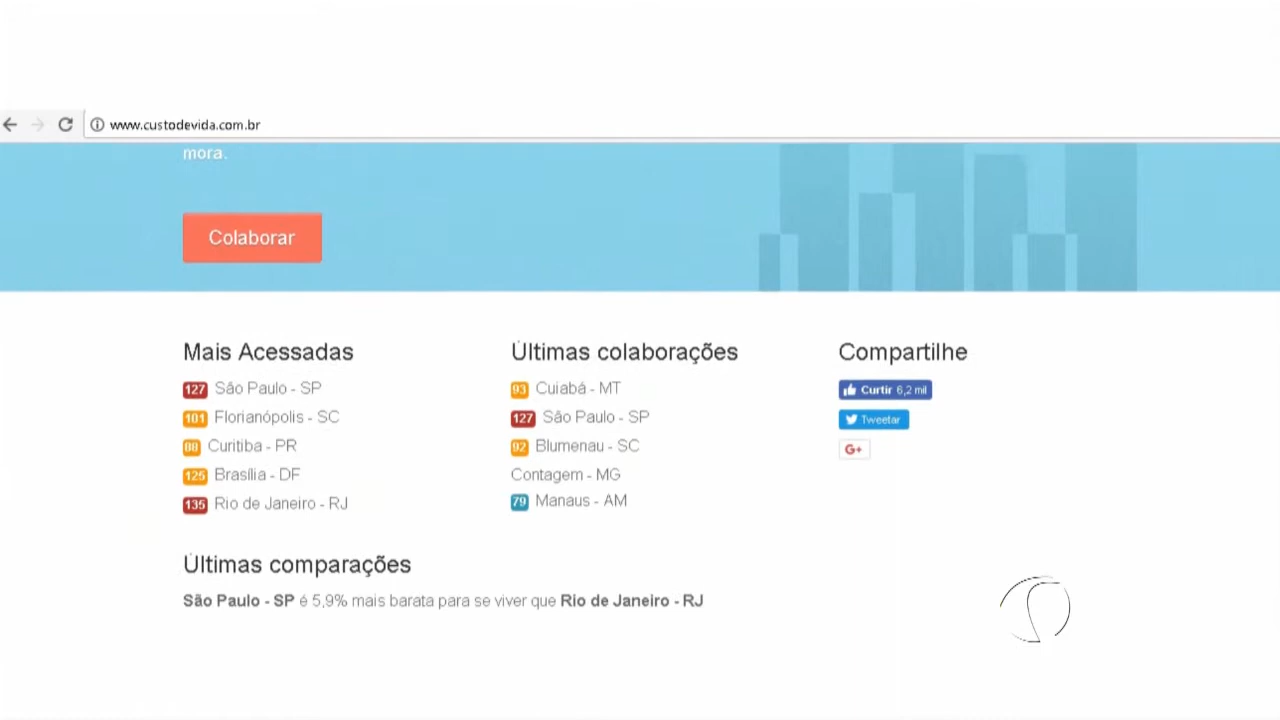 www.custodevida.com.br
mora.
Colaborar
Mais Acessadas
127 São Paulo - SP
101 Florianópolis - SC
88 Curitiba - PR
125 Brasília - DF
135 Rio de Janeiro - RJ
Últimas colaborações
93 Cuiabá - MT
127 São Paulo - SP
92 Blumenau - SC
Contagem - MG
79 Manaus - AM
Compartilhe
Curtir 6,2 mil
Tweetar
G+
Últimas comparações
São Paulo - SP é 5,9% mais barata para se viver que Rio de Janeiro - RJ